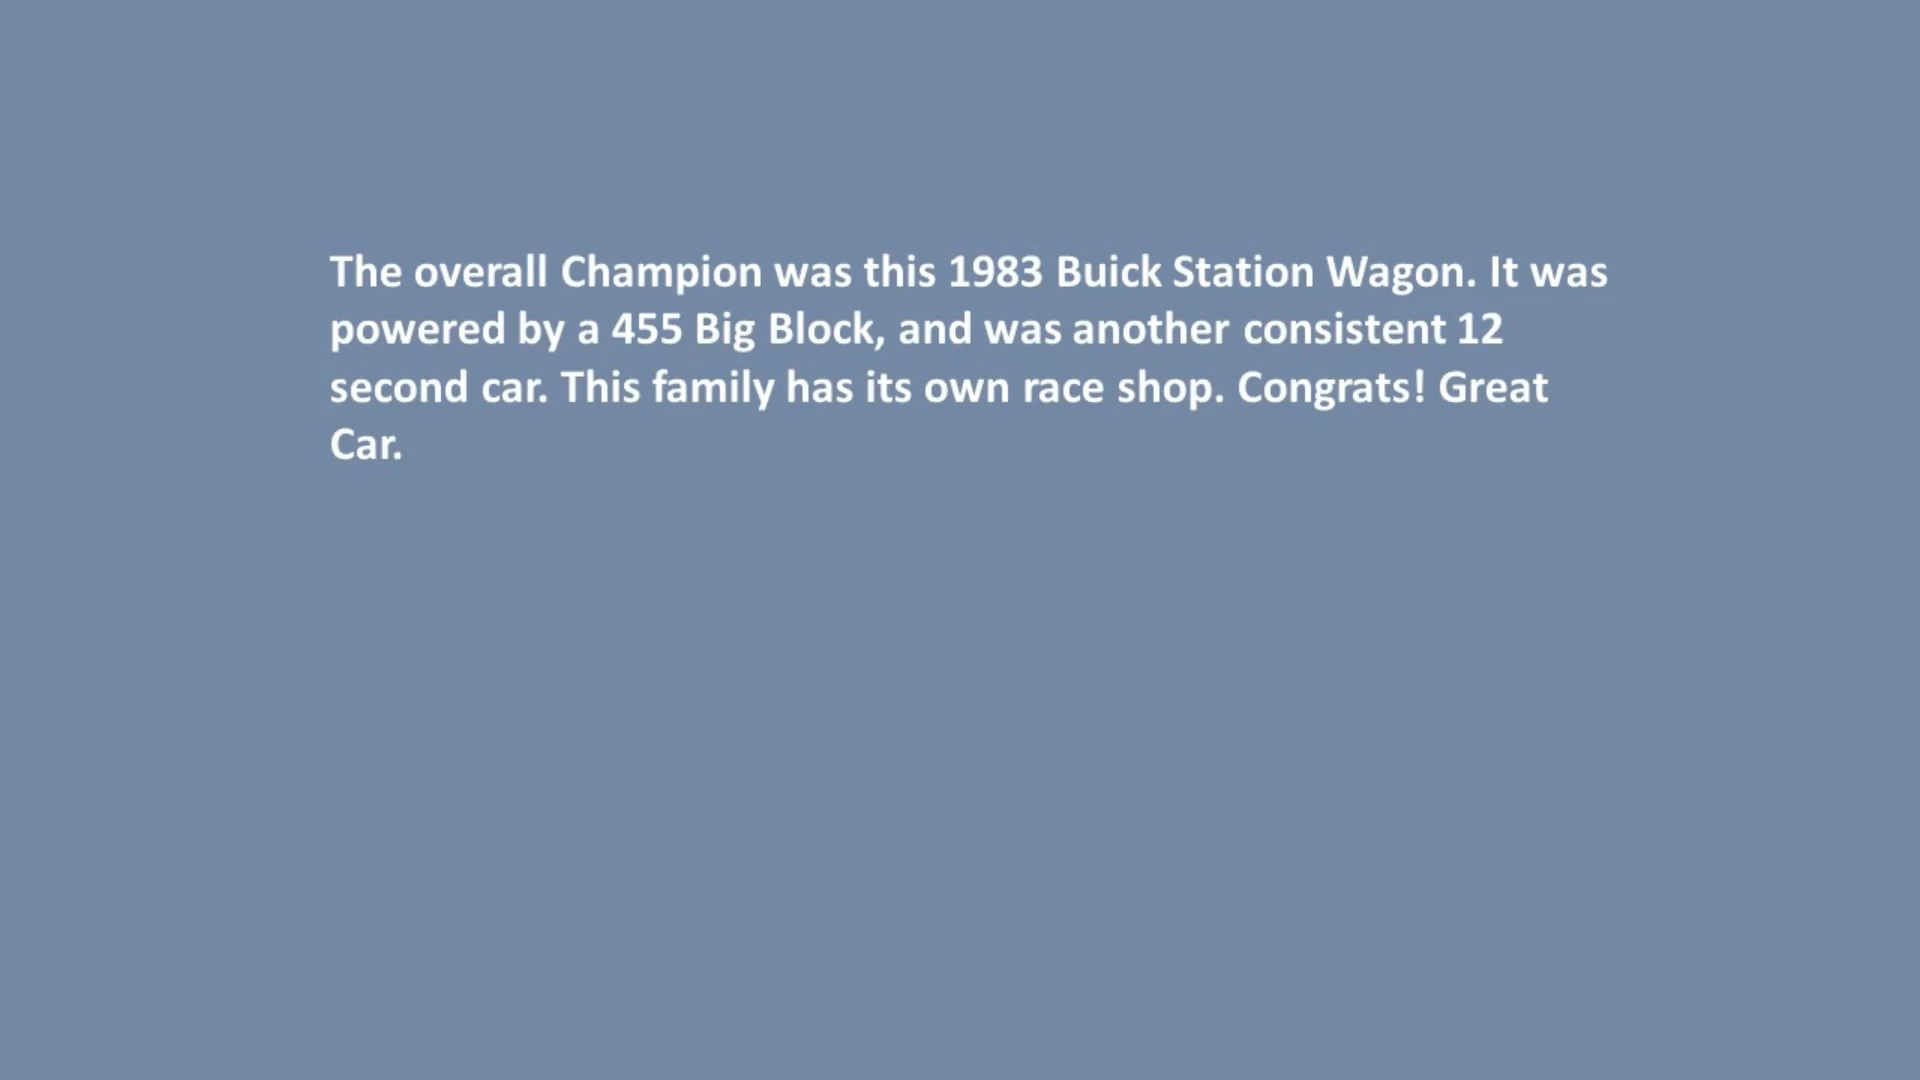 The overall Champion was this 1983 Buick Station Wagon. It was
powered by a 455 Big Block, and was another consistent 12
second car. This family has its own race shop. Congrats! Great
Car.